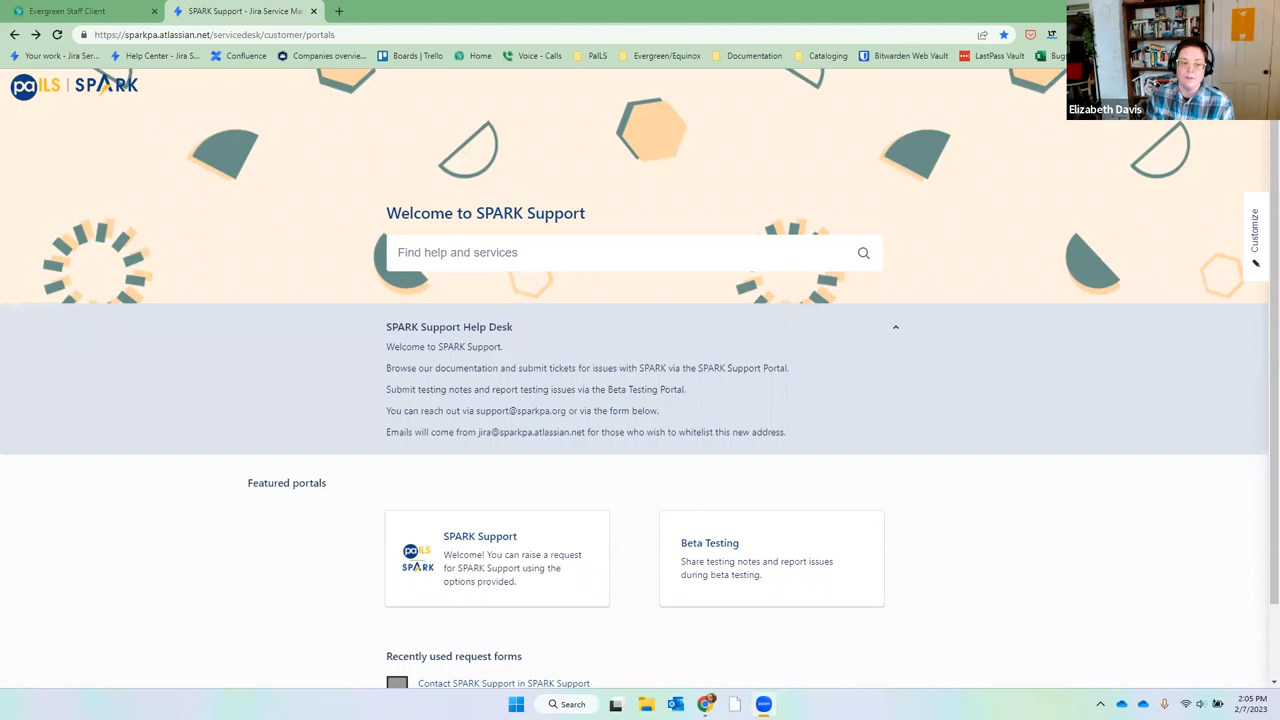 Evergreen Staff Client
SPARK Support - Jira Service Ma
https://sparkpa.atlassian.net/servicedesk/customer/portals
Your work - Jira Ser...
Help Center - Jira S...
Confluence
Companies overvie...
Boards | Trello
Home
Voice - Calls
PaILS
Evergreen/Equinox
Documentation
Cataloging
Bitwarden Web Vault
LastPass Vault
Bugs
paILS | SPARK
Elizabeth Davis
Customize
Welcome to SPARK Support
Find help and services
SPARK Support Help Desk
Welcome to SPARK Support.
Browse our documentation and submit tickets for issues with SPARK via the SPARK Support Portal.
Submit testing notes and report testing issues via the Beta Testing Portal.
You can reach out via support@sparkpa.org or via the form below.
Emails will come from jira@sparkpa.atlassian.net for those who wish to whitelist this new address.
Featured portals
paILS
SPARK
SPARK Support
Welcome! You can raise a request
for SPARK Support using the
options provided.
Beta Testing
Share testing notes and report issues
during beta testing.
Recently used request forms
Contact SPARK Support in SPARK Support
Search
zoom
2:05 PM
2/7/2023